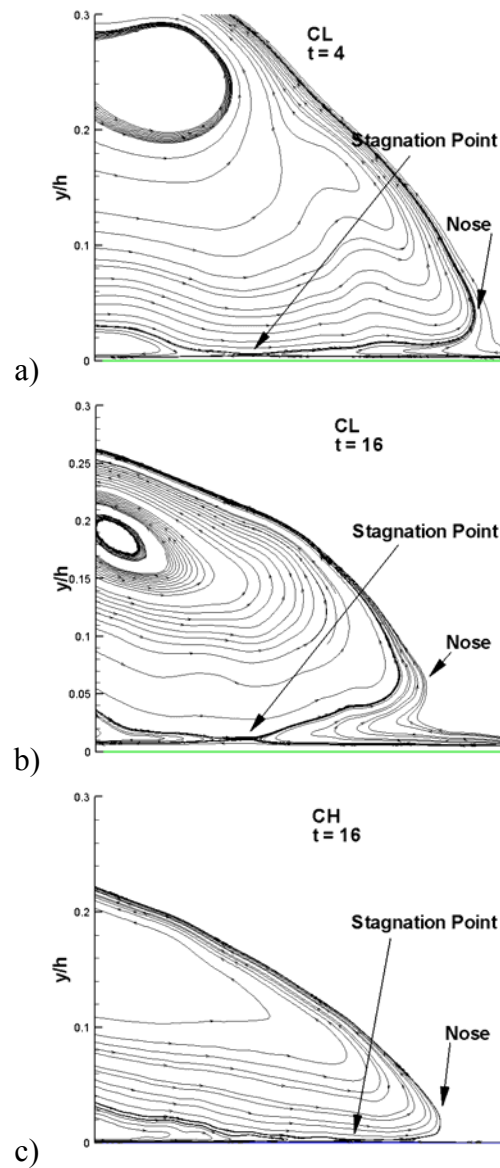 0.3
CL
t = 4
Stagnation Point
0.2
y/h
Nose
0.1
0
a)
0.3
CL
t = 16
0.25
Stagnation Point
0.2
y/h
0.15
Nose
0.1
0.05
0
b)
0.3
CH
t = 16
Stagnation Point
0.2
y/h
Nose
0.1
0
c)